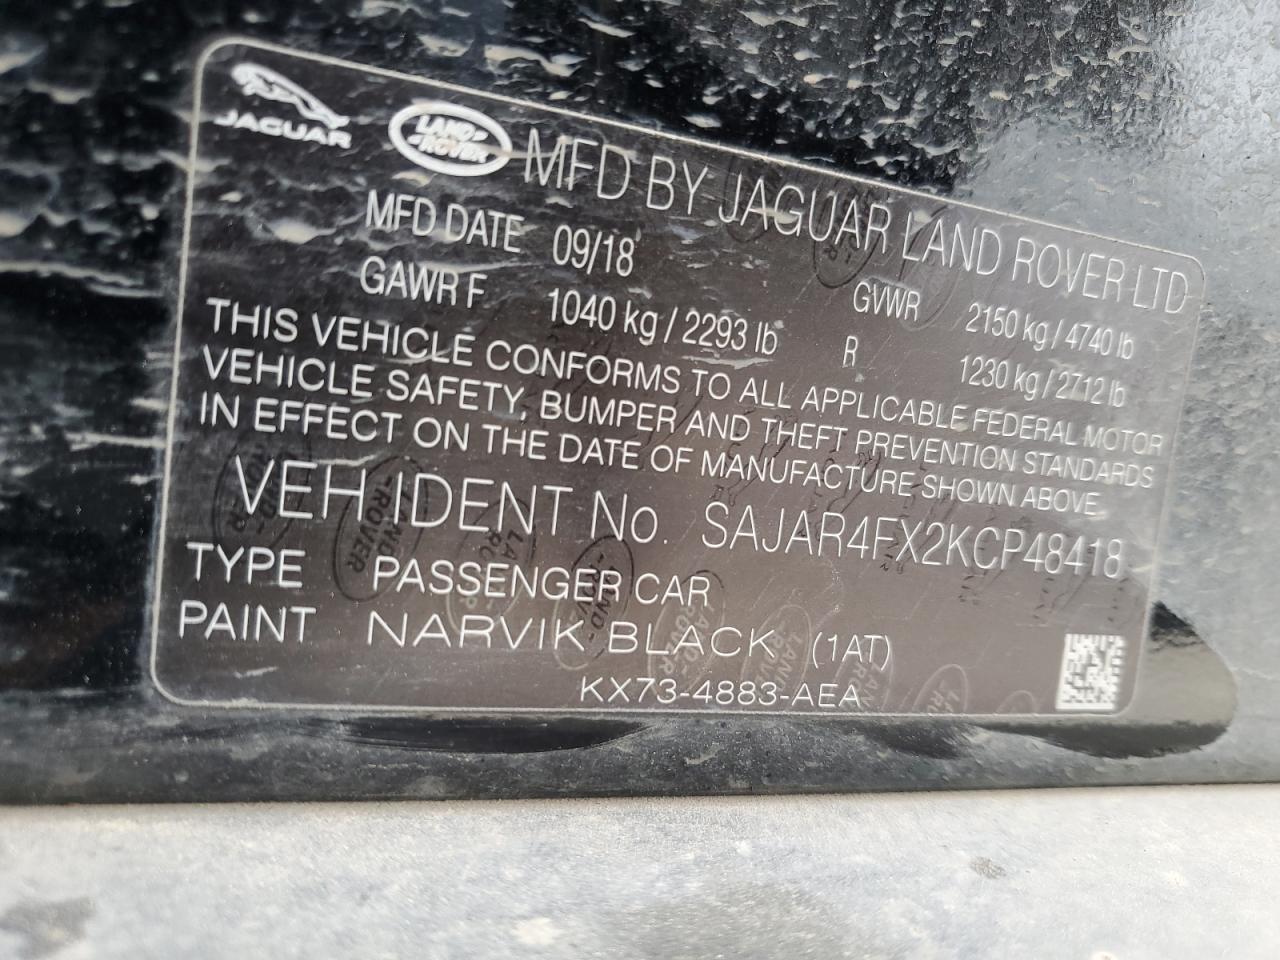 JAGUAR LAND ROVER MFD BY JAGUAR LAND ROVER LTD
MFD DATE 09/18 GVWR 2150 kg / 4740 lb
GAWR F 1040 kg / 2293 lb R 1230 kg / 2712 lb
THIS VEHICLE CONFORMS TO ALL APPLICABLE FEDERAL MOTOR
VEHICLE SAFETY, BUMPER AND THEFT PREVENTION STANDARDS
IN EFFECT ON THE DATE OF MANUFACTURE SHOWN ABOVE
VEH IDENT No. SAJAR4FX2KCP48418
TYPE PASSENGER CAR
PAINT NARVIK BLACK (1AT)
KX73-4883-AEA